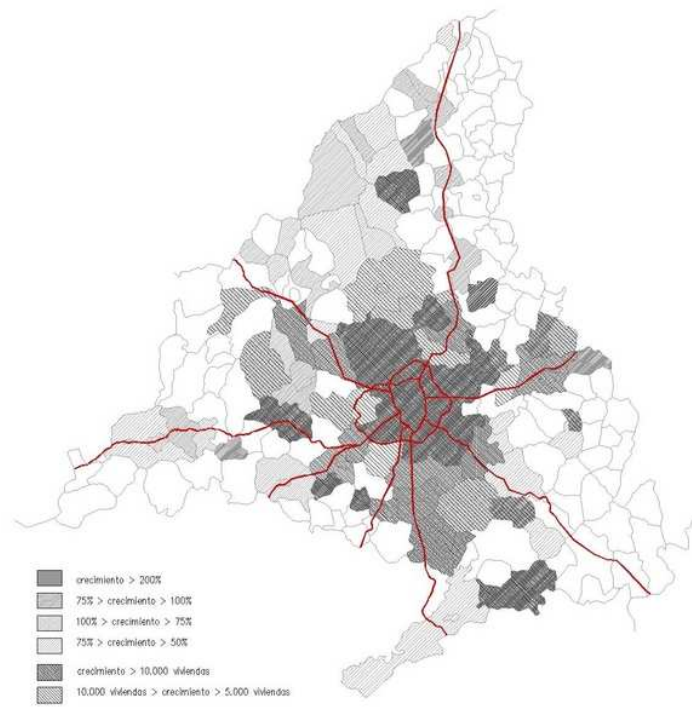 crecimiento > 200%
75% > crecimiento > 100%
100% > crecimiento > 75%
75% > crecimiento > 50%
crecimiento > 10.000 viviendas
10.000 viviendas > crecimiento > 5.000 viviendas